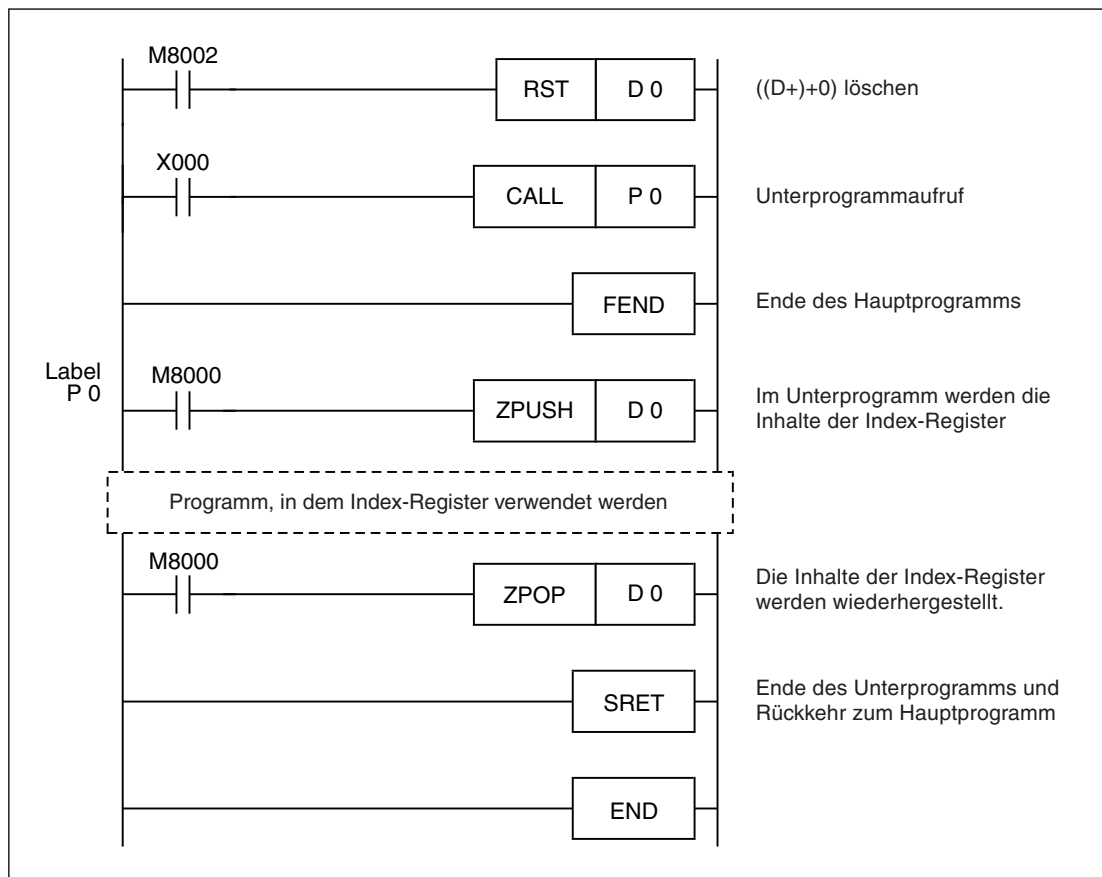 M8002
RST D 0 ((D+)+0) löschen
X000
CALL P 0 Unterprogrammaufruf
FEND Ende des Hauptprogramms
Label
P 0
M8000
ZPUSH D 0
Im Unterprogramm werden die
Inhalte der Index-Register
Programm, in dem Index-Register verwendet werden
M8000
ZPOP D 0
Die Inhalte der Index-Register
werden wiederhergestellt.
SRET
Ende des Unterprogramms und
Rückkehr zum Hauptprogramm
END